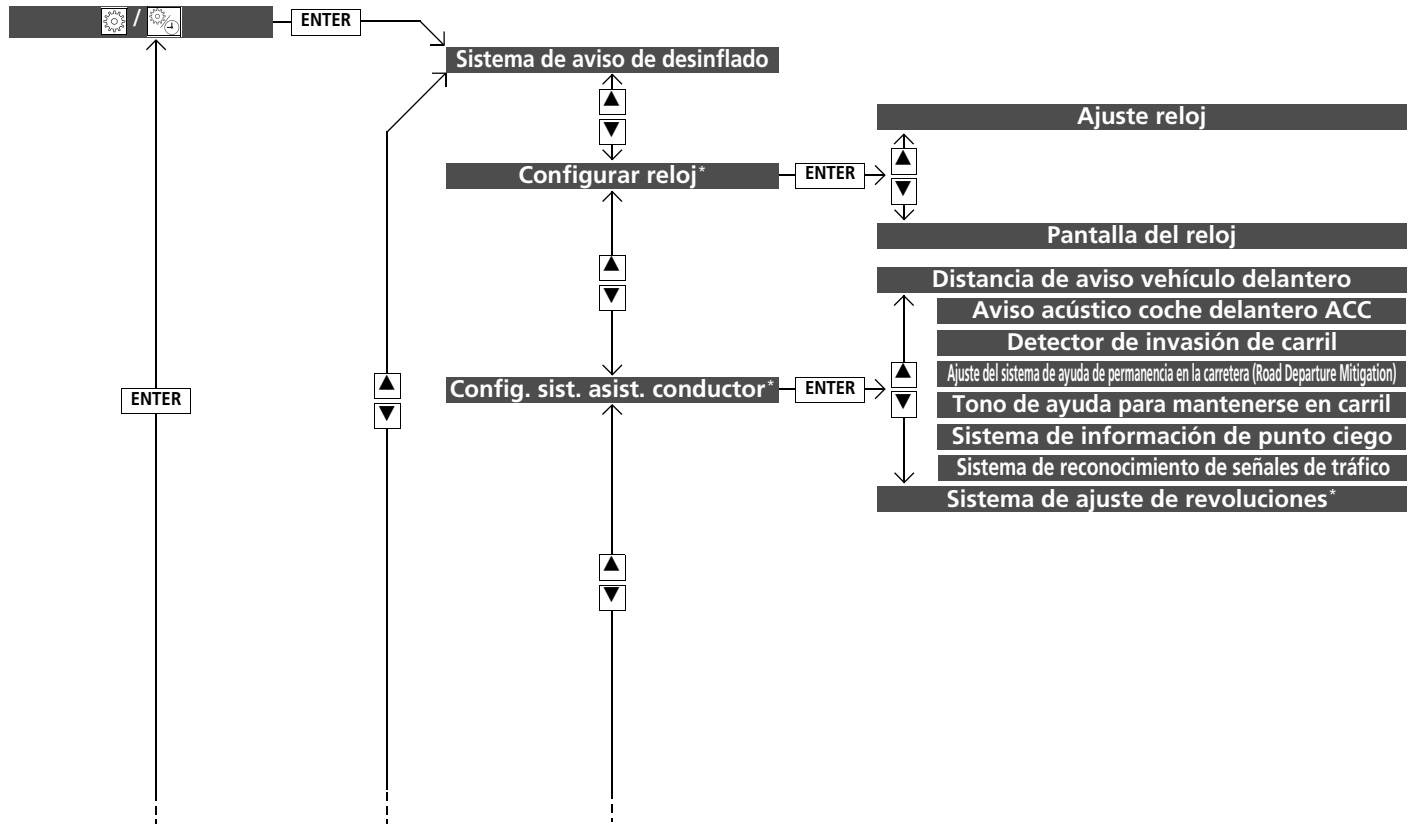 /
ENTER
Sistema de aviso de desinflado
Ajuste reloj
Configurar reloj*
ENTER
Pantalla del reloj
Distancia de aviso vehículo delantero
Aviso acústico coche delantero ACC
Detector de invasión de carril
Ajuste del sistema de ayuda de permanencia en la carretera (Road Departure Mitigation)
Config. sist. asist. conductor*
ENTER
ENTER
Tono de ayuda para mantenerse en carril
Sistema de información de punto ciego
Sistema de reconocimiento de señales de tráfico
Sistema de ajuste de revoluciones*